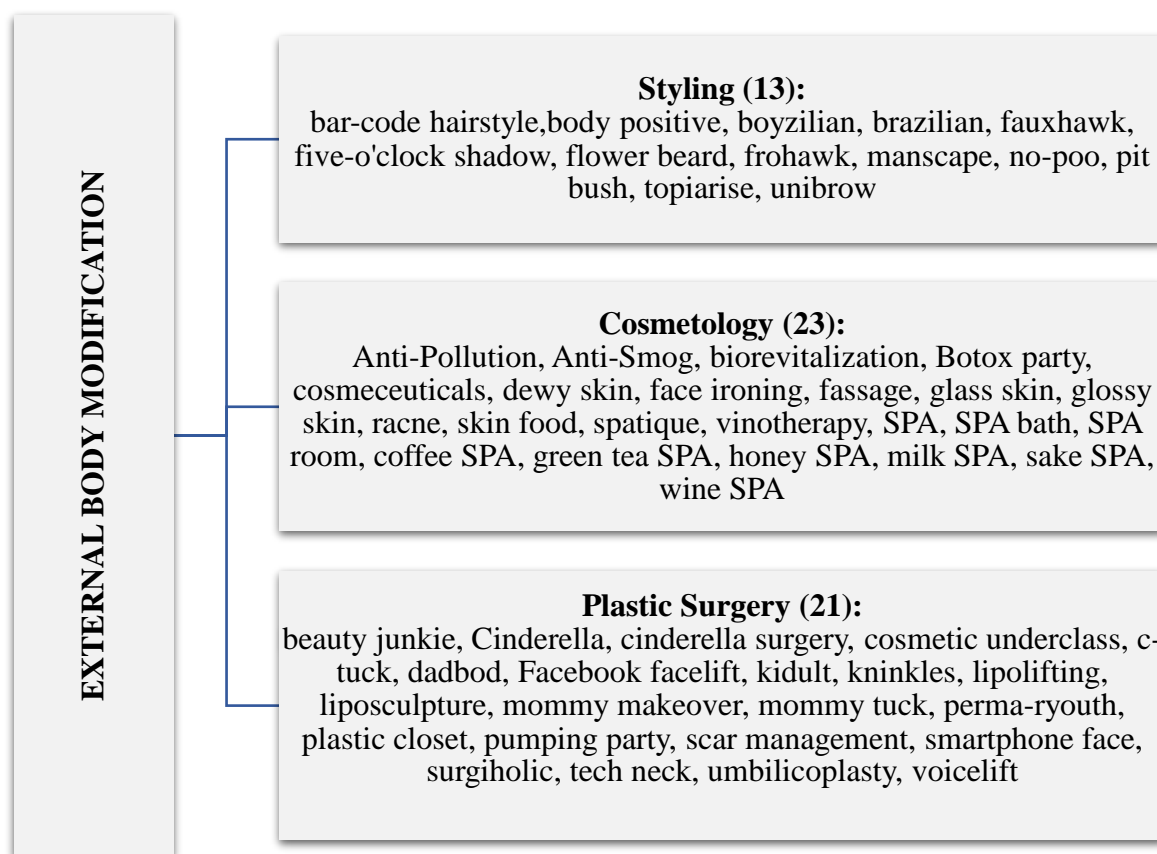 EXTERNAL BODY MODIFICATION
Styling (13):
bar-code hairstyle,body positive, boyzilian, brazilian, fauxhawk,
five-o'clock shadow, flower beard, frohawk, manscape, no-poo, pit
bush, topiarise, unibrow
Cosmetology (23):
Anti-Pollution, Anti-Smog, biorevitalization, Botox party,
cosmeceuticals, dewy skin, face ironing, fassage, glass skin, glossy
skin, racne, skin food, spatique, vinotherapy, SPA, SPA bath, SPA
room, coffee SPA, green tea SPA, honey SPA, milk SPA, sake SPA,
wine SPA
Plastic Surgery (21):
beauty junkie, Cinderella, cinderella surgery, cosmetic underclass, c-
tuck, dadbod, Facebook facelift, kidult, kninkles, lipolifting,
liposculpture, mommy makeover, mommy tuck, perma-ryouth,
plastic closet, pumping party, scar management, smartphone face,
surgiholic, tech neck, umbilicoplasty, voicelift